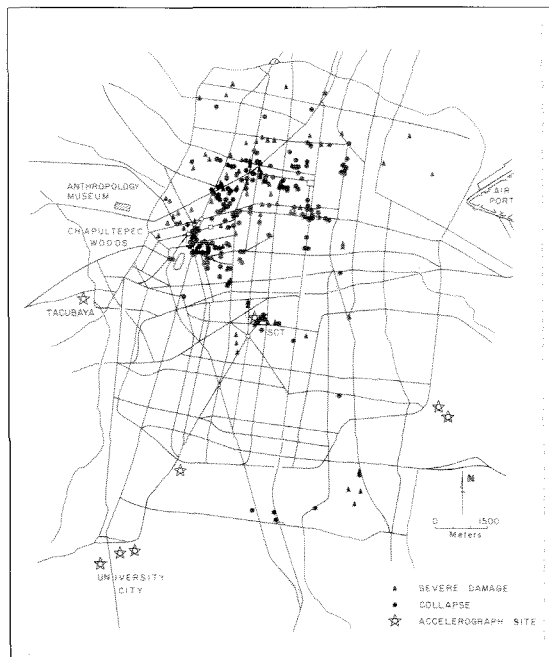 ANTHROPOLOGY
MUSEUM
AIR
PORT
CHAPULTEPEC
WOODS
TACUBAYA
SCT
N
0 1500
Meters
UNIVERSITY
CITY
SEVERE DAMAGE
COLLAPSE
ACCELEROGRAPH SITE